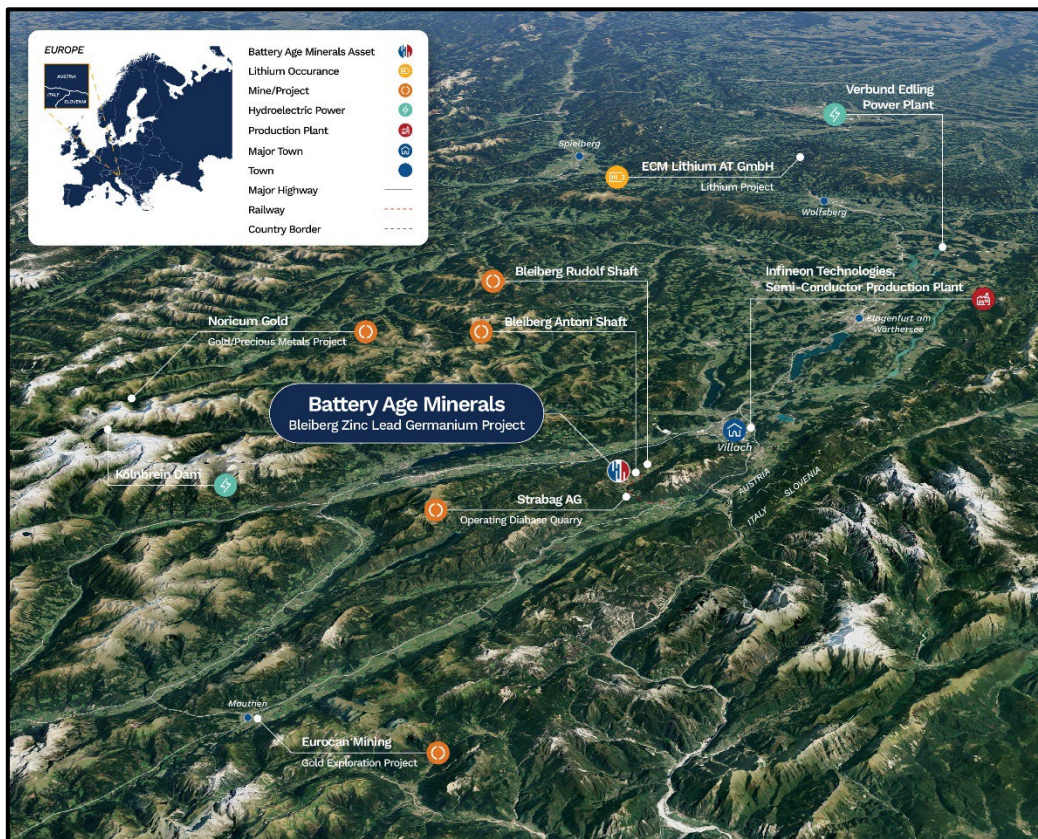 EUROPE
AUSTRIA
ITALY
SLOVENIA
Battery Age Minerals Asset
Lithium Occurance
Mine/Project
Hydroelectric Power
Production Plant
Major Town
Town
Major Highway
Railway
Country Border
Verbund Edling
Power Plant
Spielberg
ECM Lithium AT GmbH
Lithium Project
Wolfsberg
Bleiberg Rudolf Shaft
Infineon Technologies,
Semi-Conductor Production Plant
Noricum Gold
Gold/Precious Metals Project
Bleiberg Antoni Shaft
Klagenfurt am
Wörthersee
Battery Age Minerals
Bleiberg Zinc Lead Germanium Project
Villach
Kölnbrein Dam
AUSTRIA
SLOVENIA
ITALY
Strabag AG
Operating Diabase Quarry
Mauthen
Eurocan Mining
Gold Exploration Project